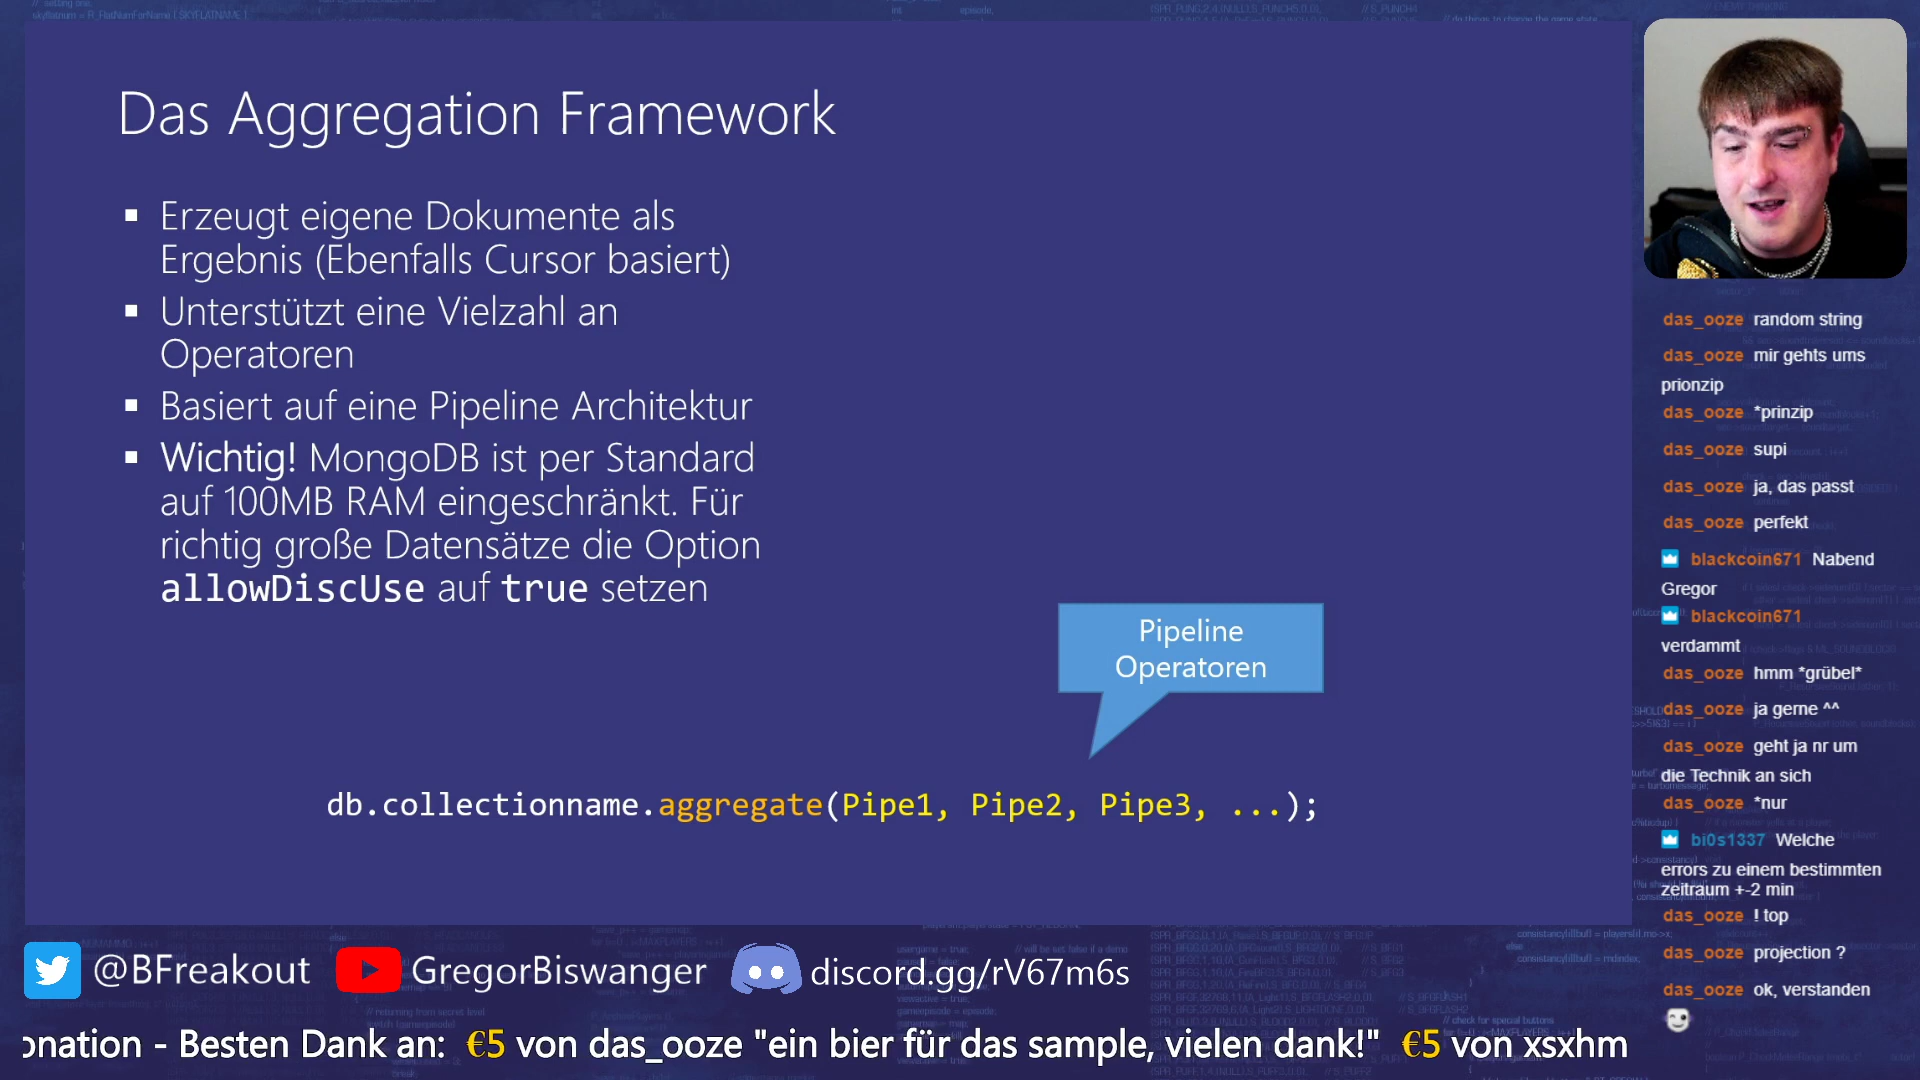 Das Aggregation Framework
▪ Erzeugt eigene Dokumente als
Ergebnis (Ebenfalls Cursor basiert)
▪ Unterstützt eine Vielzahl an
Operatoren
▪ Basiert auf eine Pipeline Architektur
▪ Wichtig! MongoDB ist per Standard
auf 100MB RAM eingeschränkt. Für
richtig große Datensätze die Option
allowDiscUse auf true setzen
Pipeline
Operatoren
db.collectionname.aggregate(Pipe1, Pipe2, Pipe3, ...);
das_ooze random string
das_ooze mir gehts ums
prionzip
das_ooze *prinzip
das_ooze supi
das_ooze ja, das passt
das_ooze perfekt
blackcoin671 Nabend
Gregor
blackcoin671
verdammt
das_ooze hmm *grübel*
das_ooze ja gerne ^^
das_ooze geht ja nr um
die Technik an sich
das_ooze *nur
bi0s1337 Welche
errors zu einem bestimmten
zeitraum +-2 min
das_ooze ! top
das_ooze projection ?
das_ooze ok, verstanden
@BFreakout GregorBiswanger discord.gg/rV67m6s
onation - Besten Dank an: €5 von das_ooze "ein bier für das sample, vielen dank!" €5 von xsxhm